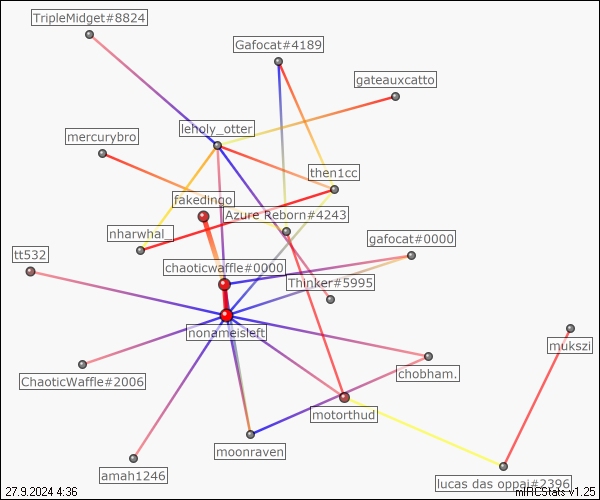 TripleMidget#8824
Gafocat#4189
gateauxcatto
leholy_otter
mercurybro
then1cc
fakedingo
Azure Reborn#4243
nharwhal_
gafocat#0000
tt532
chaoticwaffle#0000
Thinker#5995
nonameisleft
mukszi
ChaoticWaffle#2006
chobham.
motorthud
moonraven
amah1246
lucas das oppai#2396
27.9.2024 4:36
mIRCStats v1.25